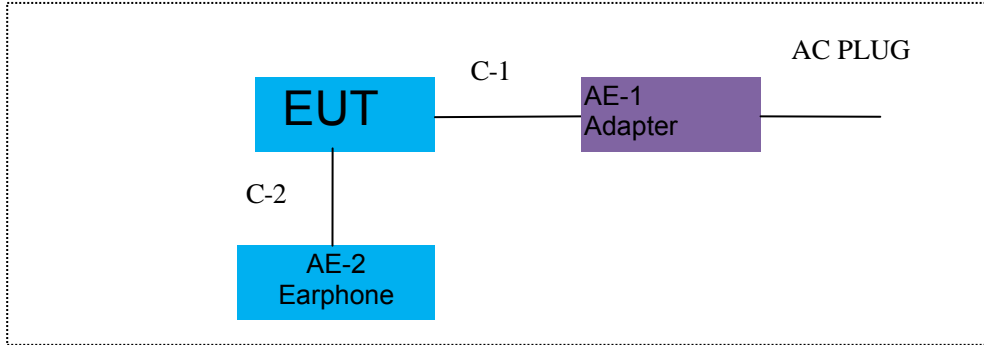 AC PLUG
C-1
EUT
AE-1
Adapter
C-2
AE-2
Earphone